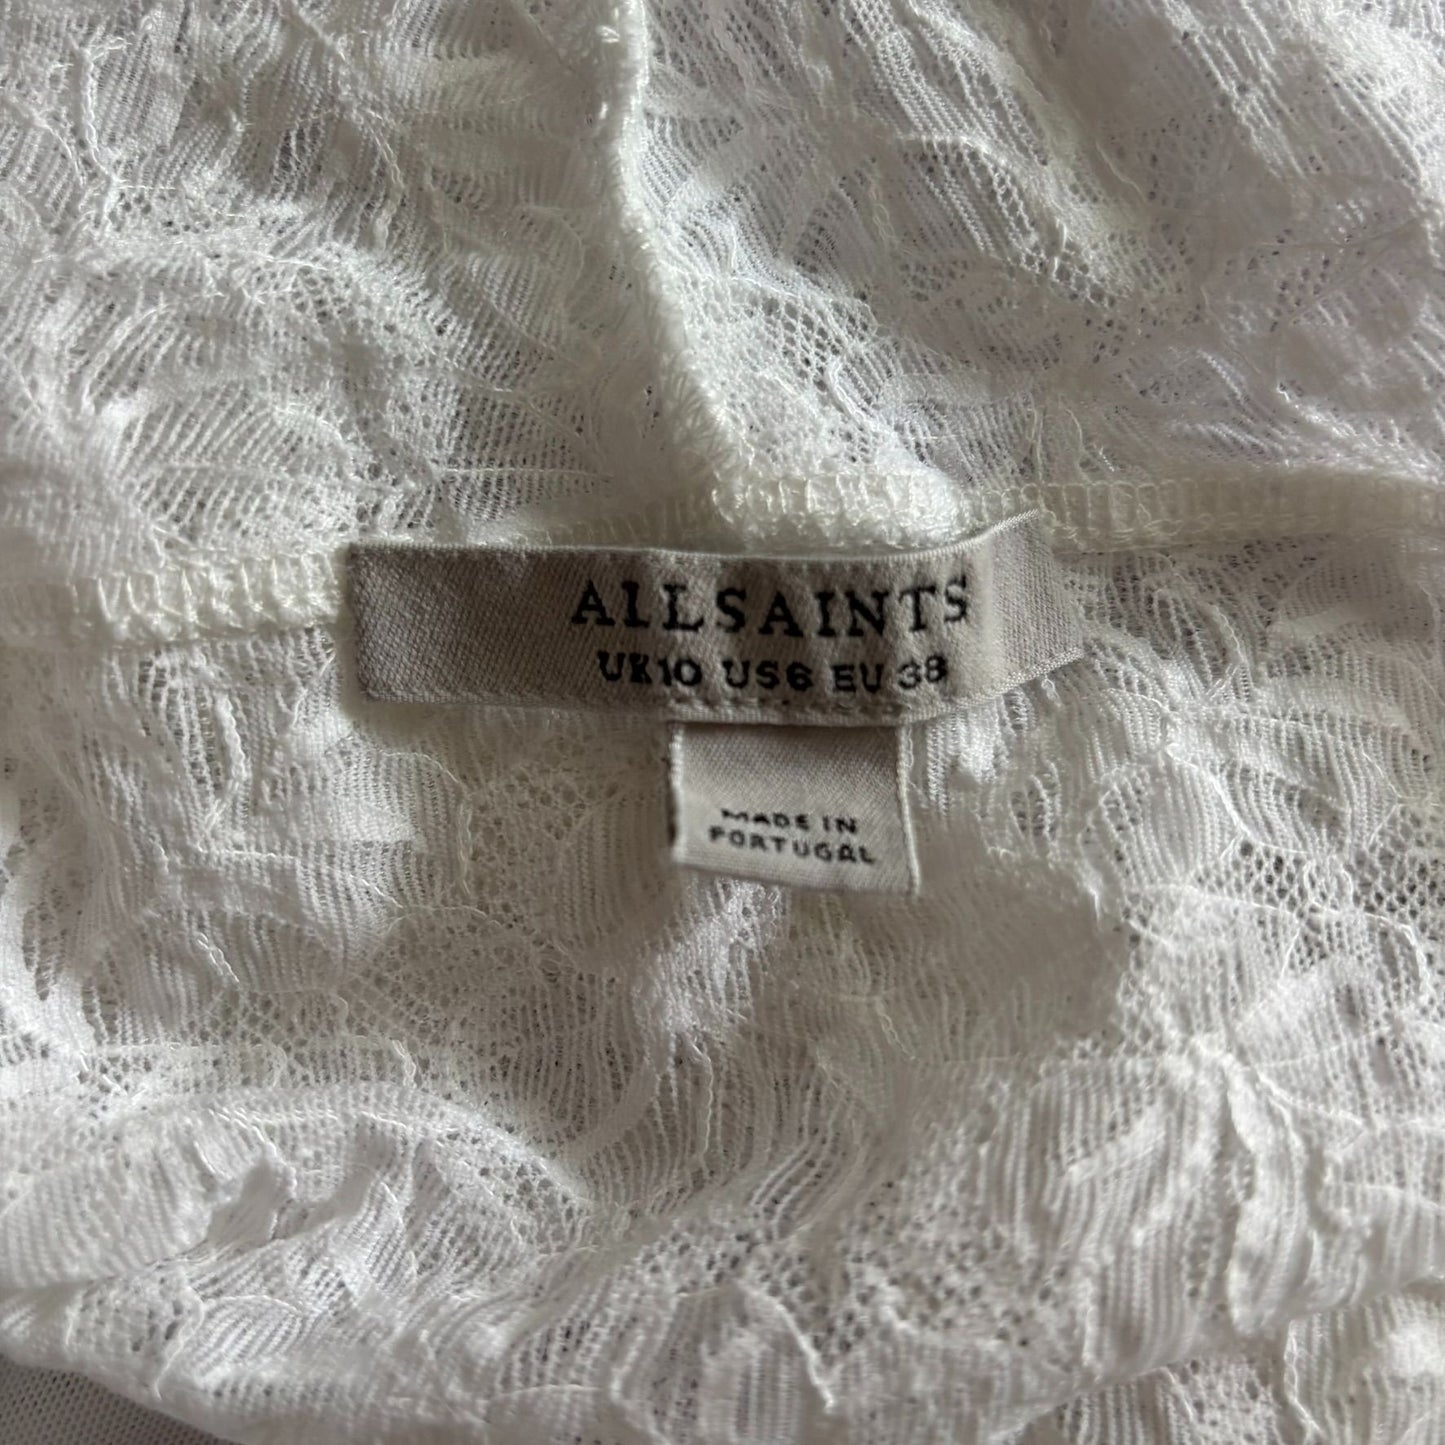 ALLSAINTS
UK10 US6 EU 38
MADE IN
PORTUGAL